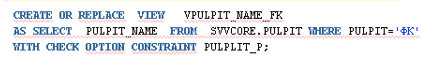 CREATE OR REPLACE VIEW VPULPIT_NAME_FK
AS SELECT PULPIT_NAME FROM SVVCORE.PULPIT WHERE PULPIT='ФК'
WITH CHECK OPTION CONSTRAINT PULPLIT_P;